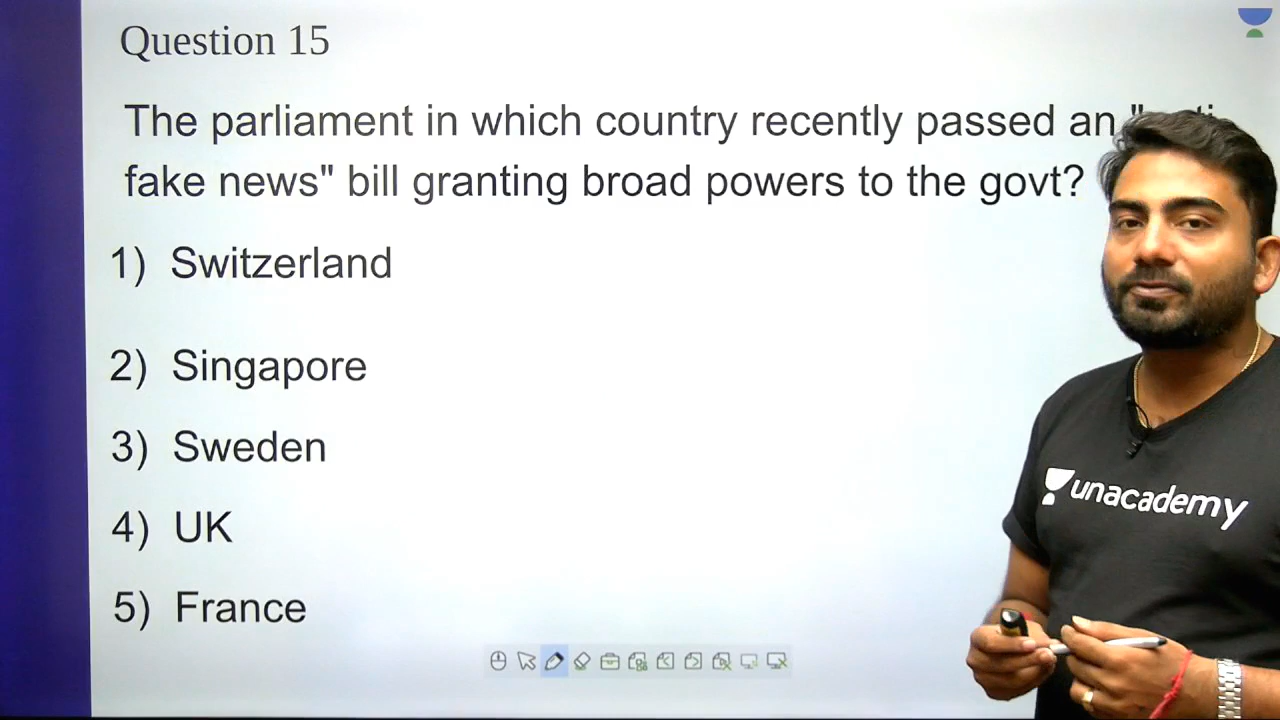 Question 15
The parliament in which country recently passed an
fake news" bill granting broad powers to the govt?
1) Switzerland
2) Singapore
3) Sweden
4) UK
5) France
unacademy